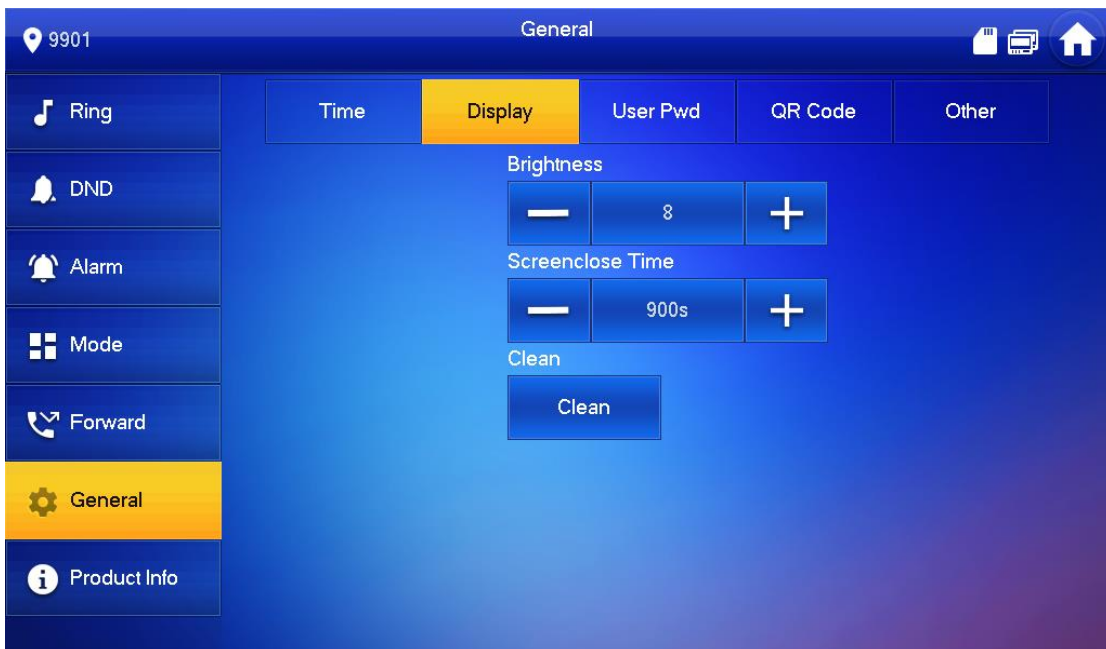 9901
General
Ring
DND
Alarm
Mode
Forward
General
Product Info
Time Display User Pwd QR Code Other
Brightness
8
Screenclose Time
900s
Clean
Clean